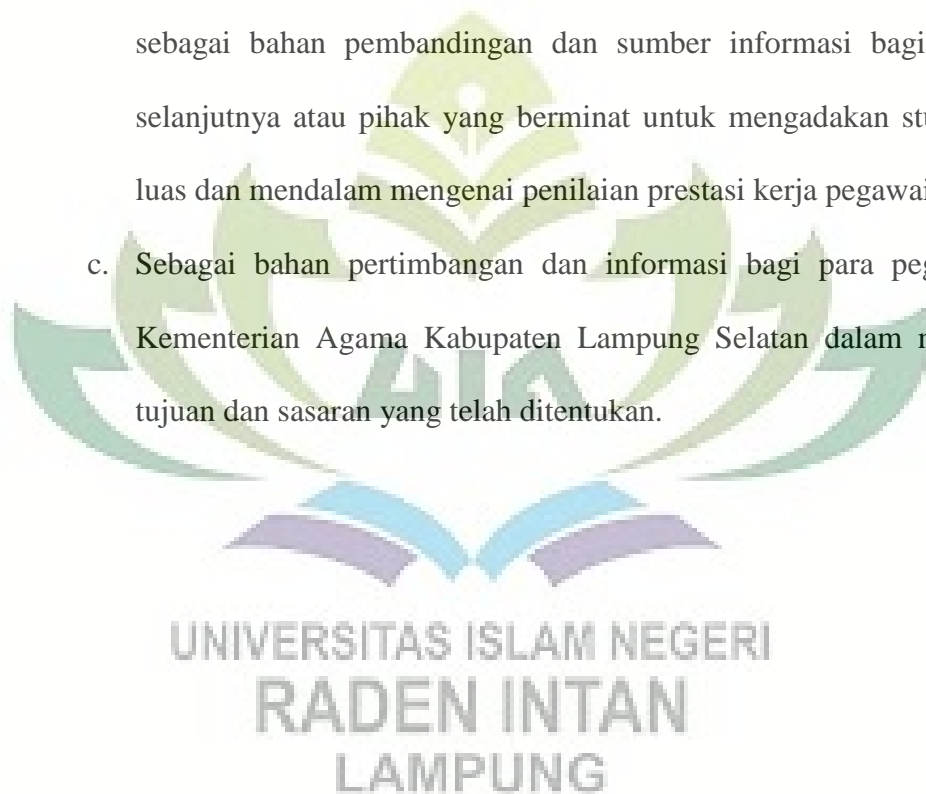 sebagai bahan pembandingan dan sumber informasi bagi
selanjutnya atau pihak yang berminat untuk mengadakan
luas dan mendalam mengenai penilaian prestasi kerja pegawai
c. Sebagai bahan pertimbangan dan informasi bagi para
Kementerian Agama Kabupaten Lampung Selatan dalam
tujuan dan sasaran yang telah ditentukan.
UIN
UNIVERSITAS ISLAM NEGERI
RADEN INTAN
LAMPUNG